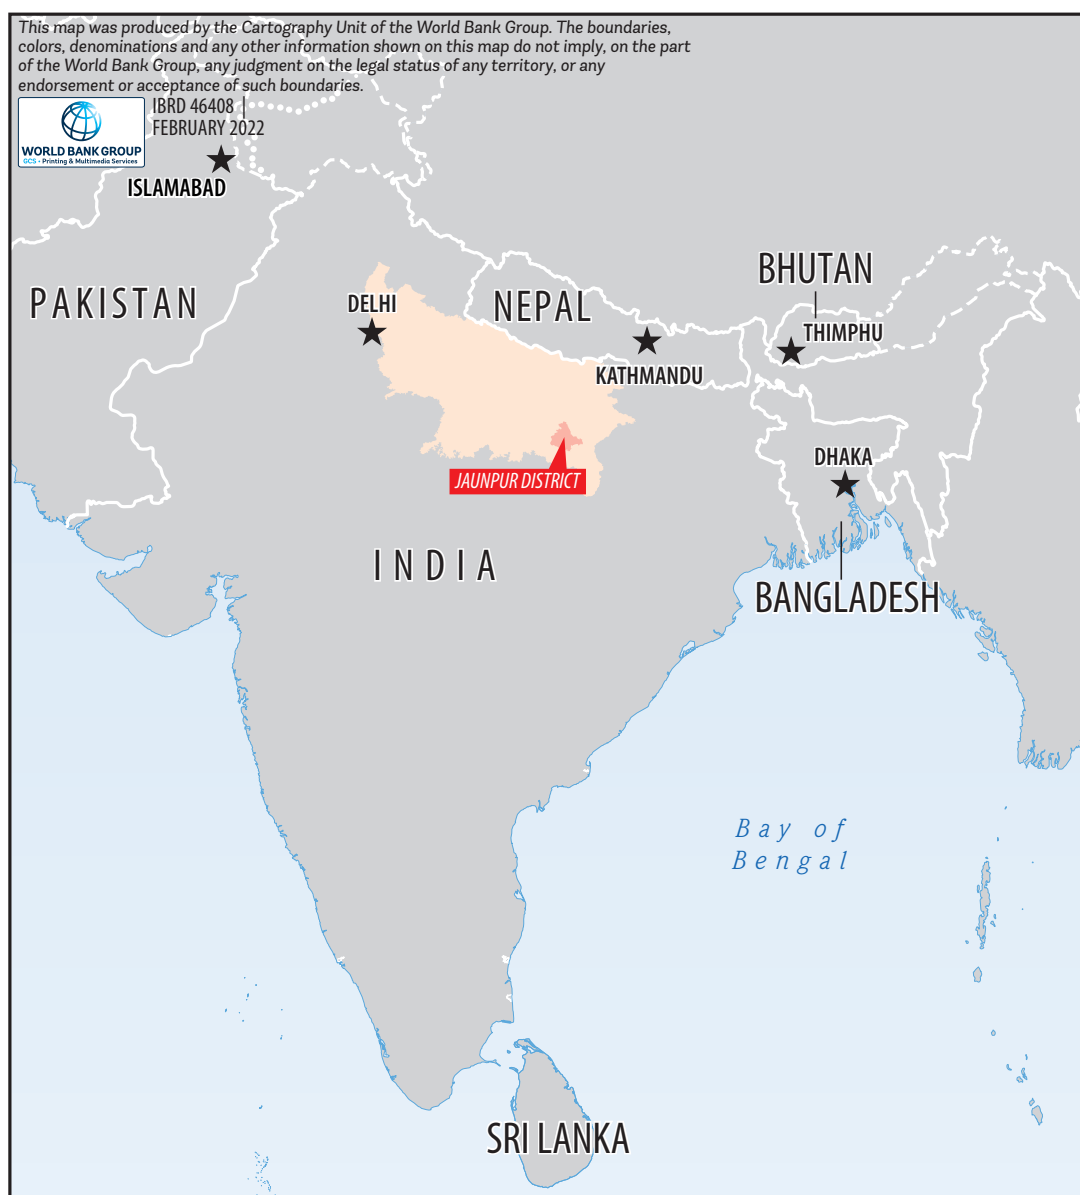 This map was produced by the Cartography Unit of the World Bank Group. The boundaries,
colors, denominations and any other information shown on this map do not imply, on the part
of the World Bank Group, any judgment on the legal status of any territory, or any
endorsement or acceptance of such boundaries.
WORLD BANK GROUP
GCS - Printing & Multimedia Services
IBRD 46408 |
FEBRUARY 2022
ISLAMABAD
PAKISTAN
DELHI
NEPAL
BHUTAN
THIMPHU
KATHMANDU
DHAKA
JAUNPUR DISTRICT
INDIA
BANGLADESH
Bay of
Bengal
SRI LANKA